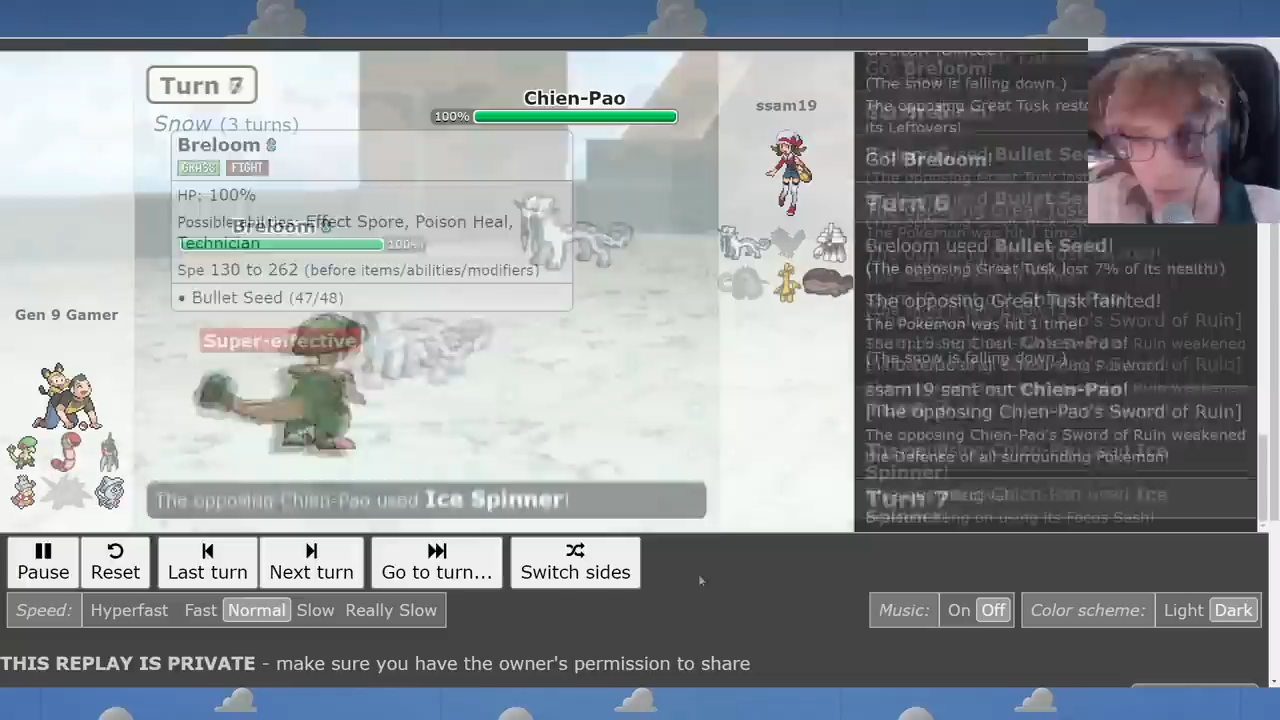 Turn 7
Snow (3 turns)
Chien-Pao
100%
Breloom
GRASS FIGHT
HP: 100%
Possible abilities: Effect Spore, Poison Heal,
Technician
Breloom
100%
Spe 130 to 262 (before items/abilities/modifiers)
• Bullet Seed (47/48)
Super-effective
The opposing Chien-Pao used Ice Spinner!
Gen 9 Gamer
ssam19
Go! Breloom!
(The snow is falling down.)
The opposing Great Tusk
its Leftovers!
Go! Breloom!
Turn 6
Breloom used Bullet Seed!
(The opposing Great Tusk lost 7% of its health!)
The opposing Great Tusk fainted!
The Pokemon was hit 1 time!
(The snow is falling down.)
ssam19 sent out Chien-Pao!
[The opposing Chien-Pao's Sword of Ruin]
The opposing Chien-Pao's Sword of Ruin weakened
the Defense of all surrounding Pokemon!
Turn 7
Pause
Reset
Last turn
Next turn
Go to turn...
Switch sides
Speed: Hyperfast Fast Normal Slow Really Slow
Music: On Off
Color scheme: Light Dark
THIS REPLAY IS PRIVATE - make sure you have the owner's permission to share